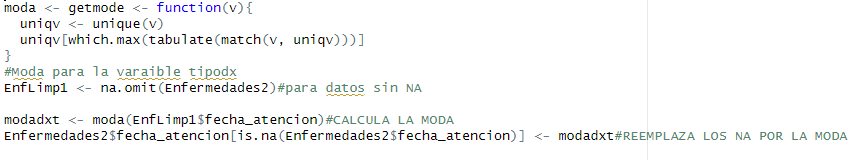 moda <- getmode <- function(v){
  uniqv <- unique(v)
  uniqv[which.max(tabulate(match(v, uniqv)))]
}
#Moda para la varaible tipodx
EnfLimp1 <- na.omit(Enfermedades2)#para datos sin NA

modadxt <- moda(EnfLimp1$fecha_atencion)#CALCULA LA MODA
Enfermedades2$fecha_atencion[is.na(Enfermedades2$fecha_atencion)] <- modadxt#REEMPLAZA LOS NA POR LA MODA